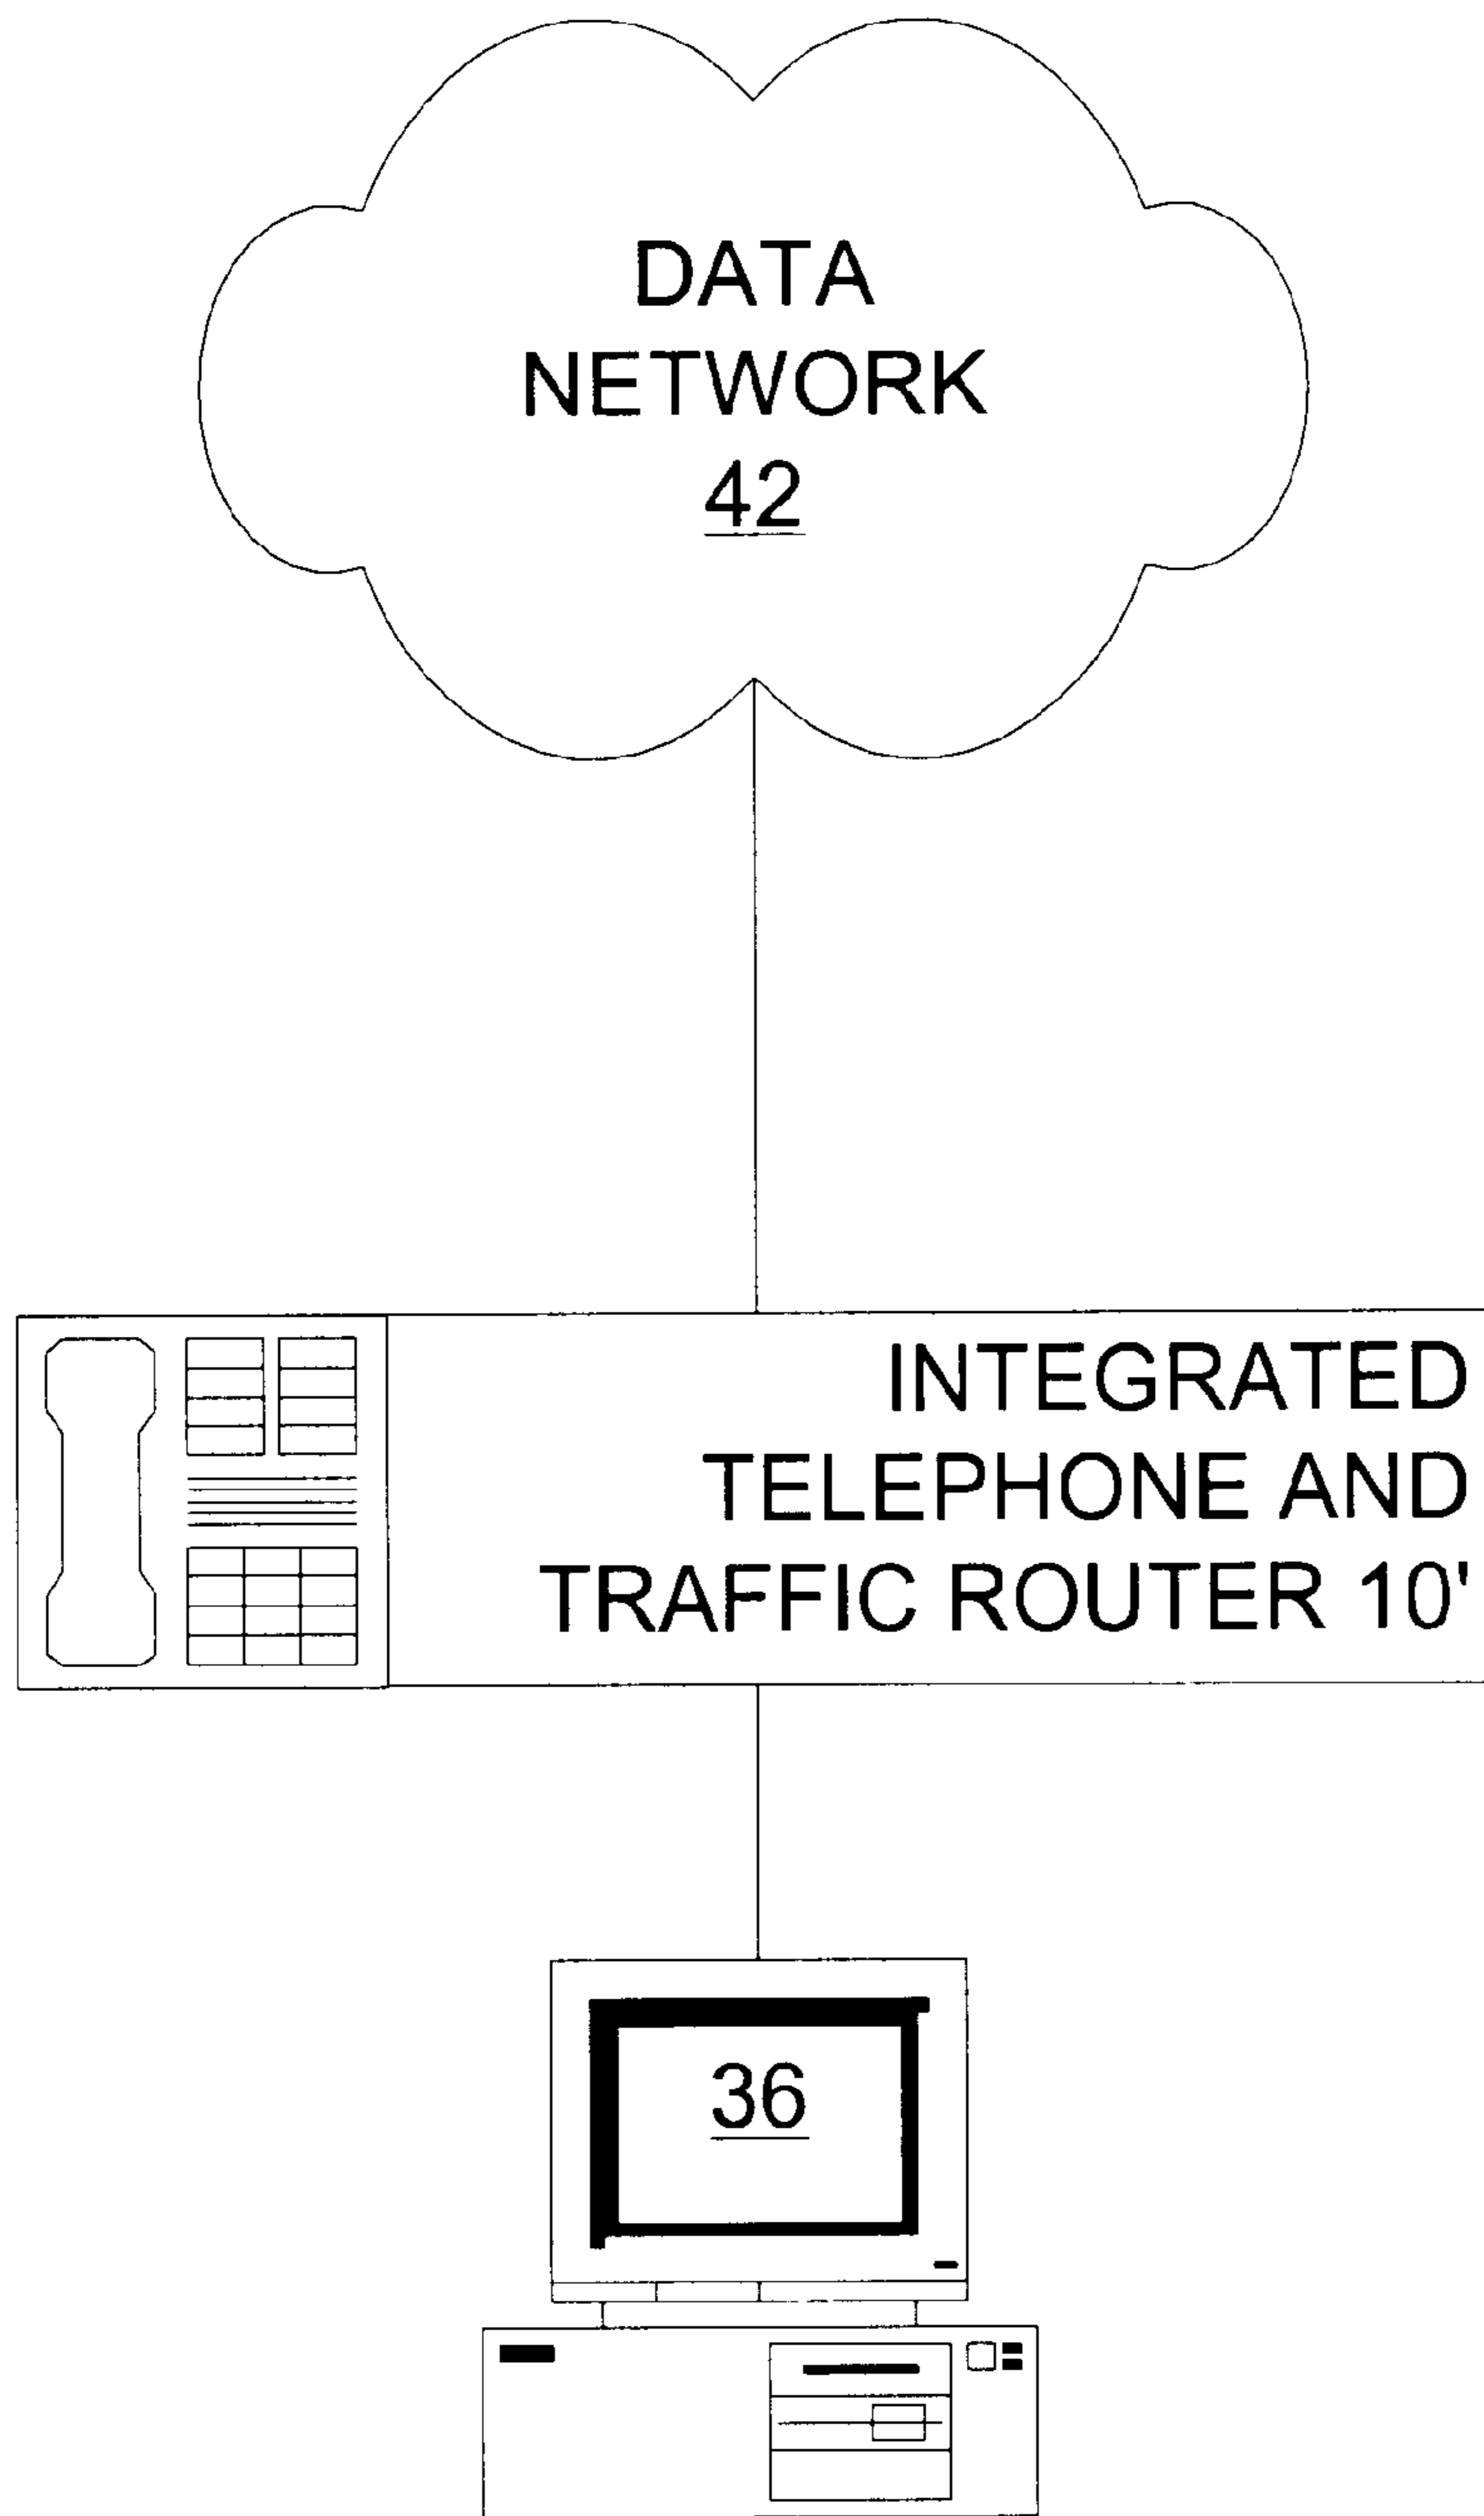 DATA
NETWORK
42
INTEGRATED
TELEPHONE AND
TRAFFIC ROUTER 10'
36